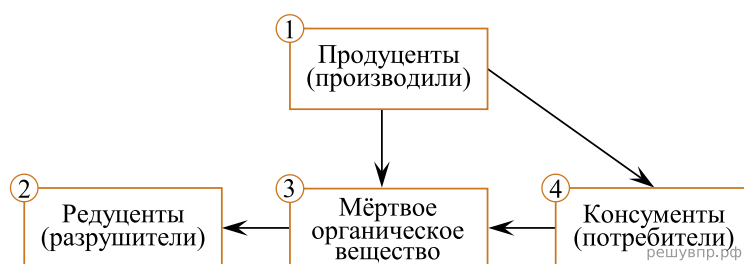 1
Продуценты
(производили)
2
Редуценты
(разрушители)
3
Мёртвое
органическое
вещество
4
Консументы
(потребители)
решувпр.рф